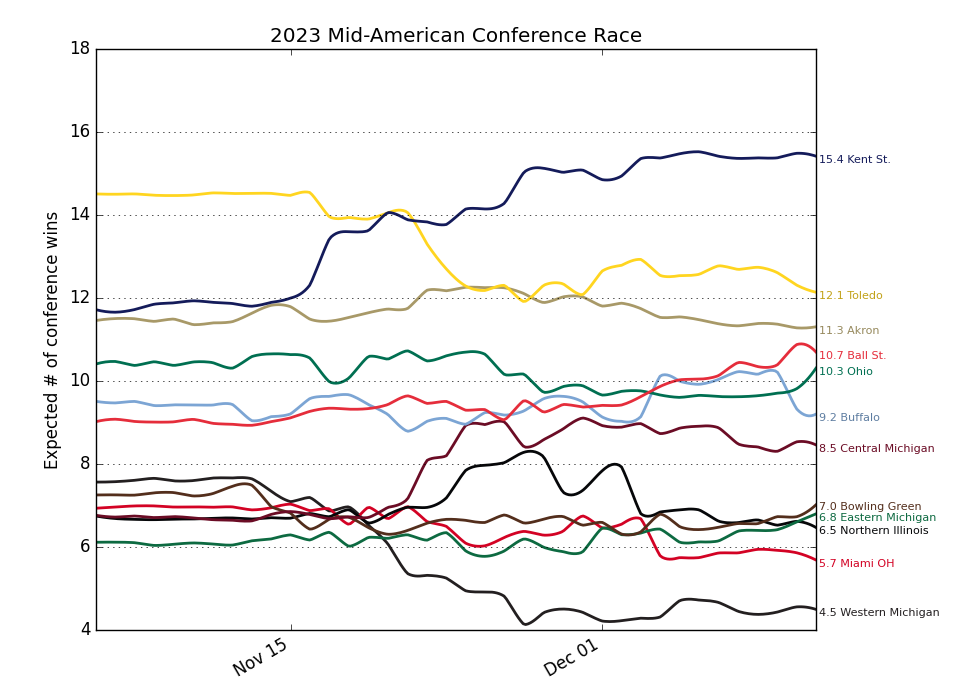 2023 Mid-American Conference Race
Expected # of conference wins
18
16
14
12
10
8
6
4
Nov 15
Dec 01
15.4 Kent St.
12.1 Toledo
11.3 Akron
10.7 Ball St.
10.3 Ohio
9.2 Buffalo
8.5 Central Michigan
7.0 Bowling Green
6.8 Eastern Michigan
6.5 Northern Illinois
5.7 Miami OH
4.5 Western Michigan